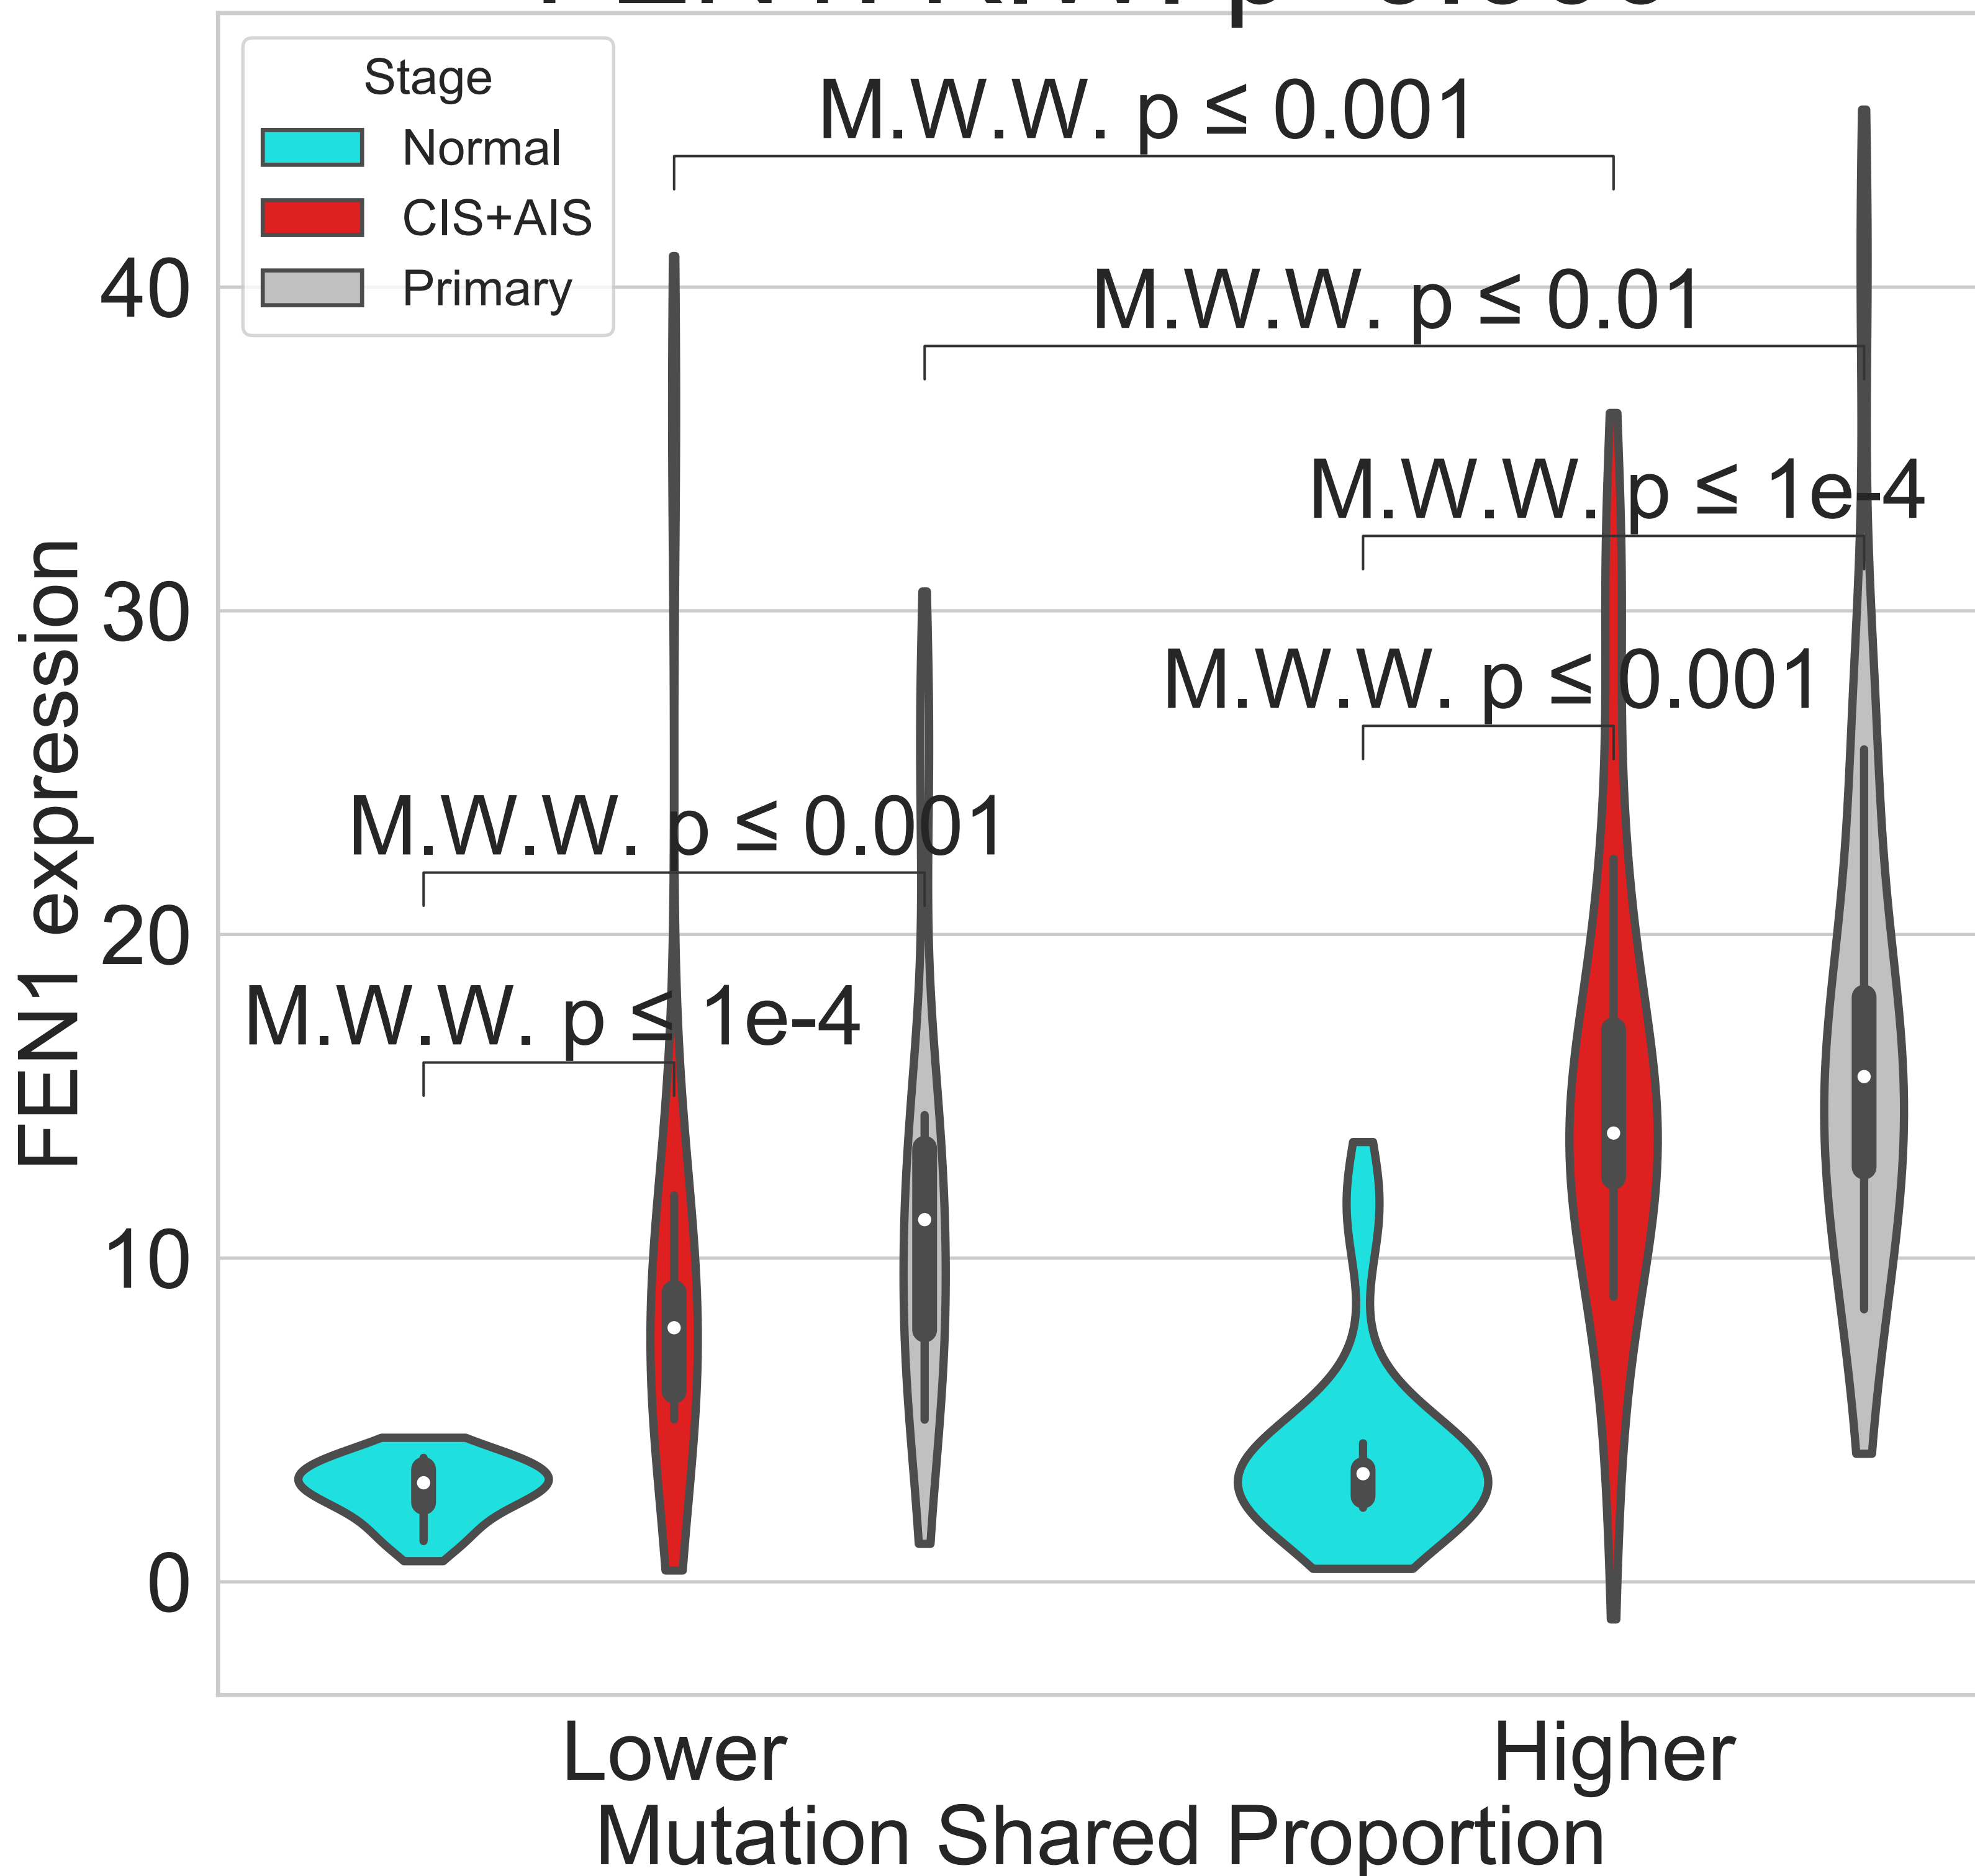 Stage
Normal
CIS+AIS
Primary
M.W.W. p ≤ 0.001
M.W.W. p ≤ 0.01
M.W.W. p ≤ 1e-4
M.W.W. p ≤ 0.001
M.W.W. p ≤ 0.001
M.W.W. p ≤ 1e-4
FEN1 expression
40
30
20
10
0
Lower
Higher
Mutation Shared Proportion